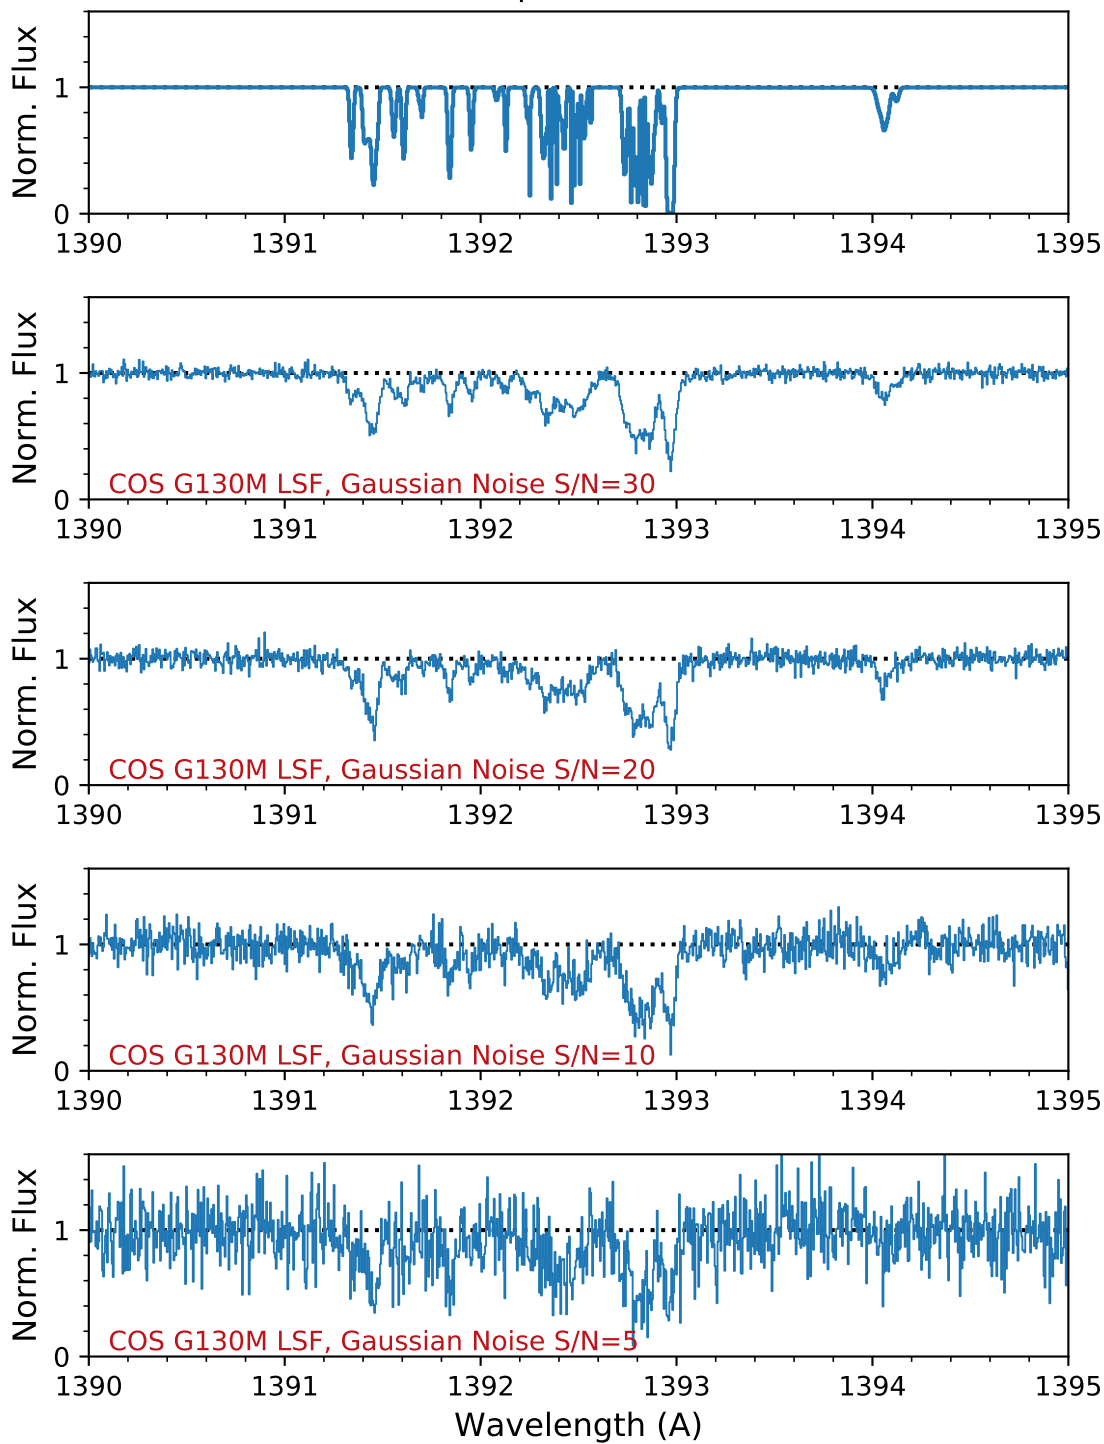 Norm. Flux
1
0
1390 1391 1392 1393 1394 1395
Norm. Flux
1
0
COS G130M LSF, Gaussian Noise S/N=30
1390 1391 1392 1393 1394 1395
Norm. Flux
1
0
COS G130M LSF, Gaussian Noise S/N=20
1390 1391 1392 1393 1394 1395
Norm. Flux
1
0
COS G130M LSF, Gaussian Noise S/N=10
1390 1391 1392 1393 1394 1395
Norm. Flux
1
0
COS G130M LSF, Gaussian Noise S/N=5
1390 1391 1392 1393 1394 1395
Wavelength (A)